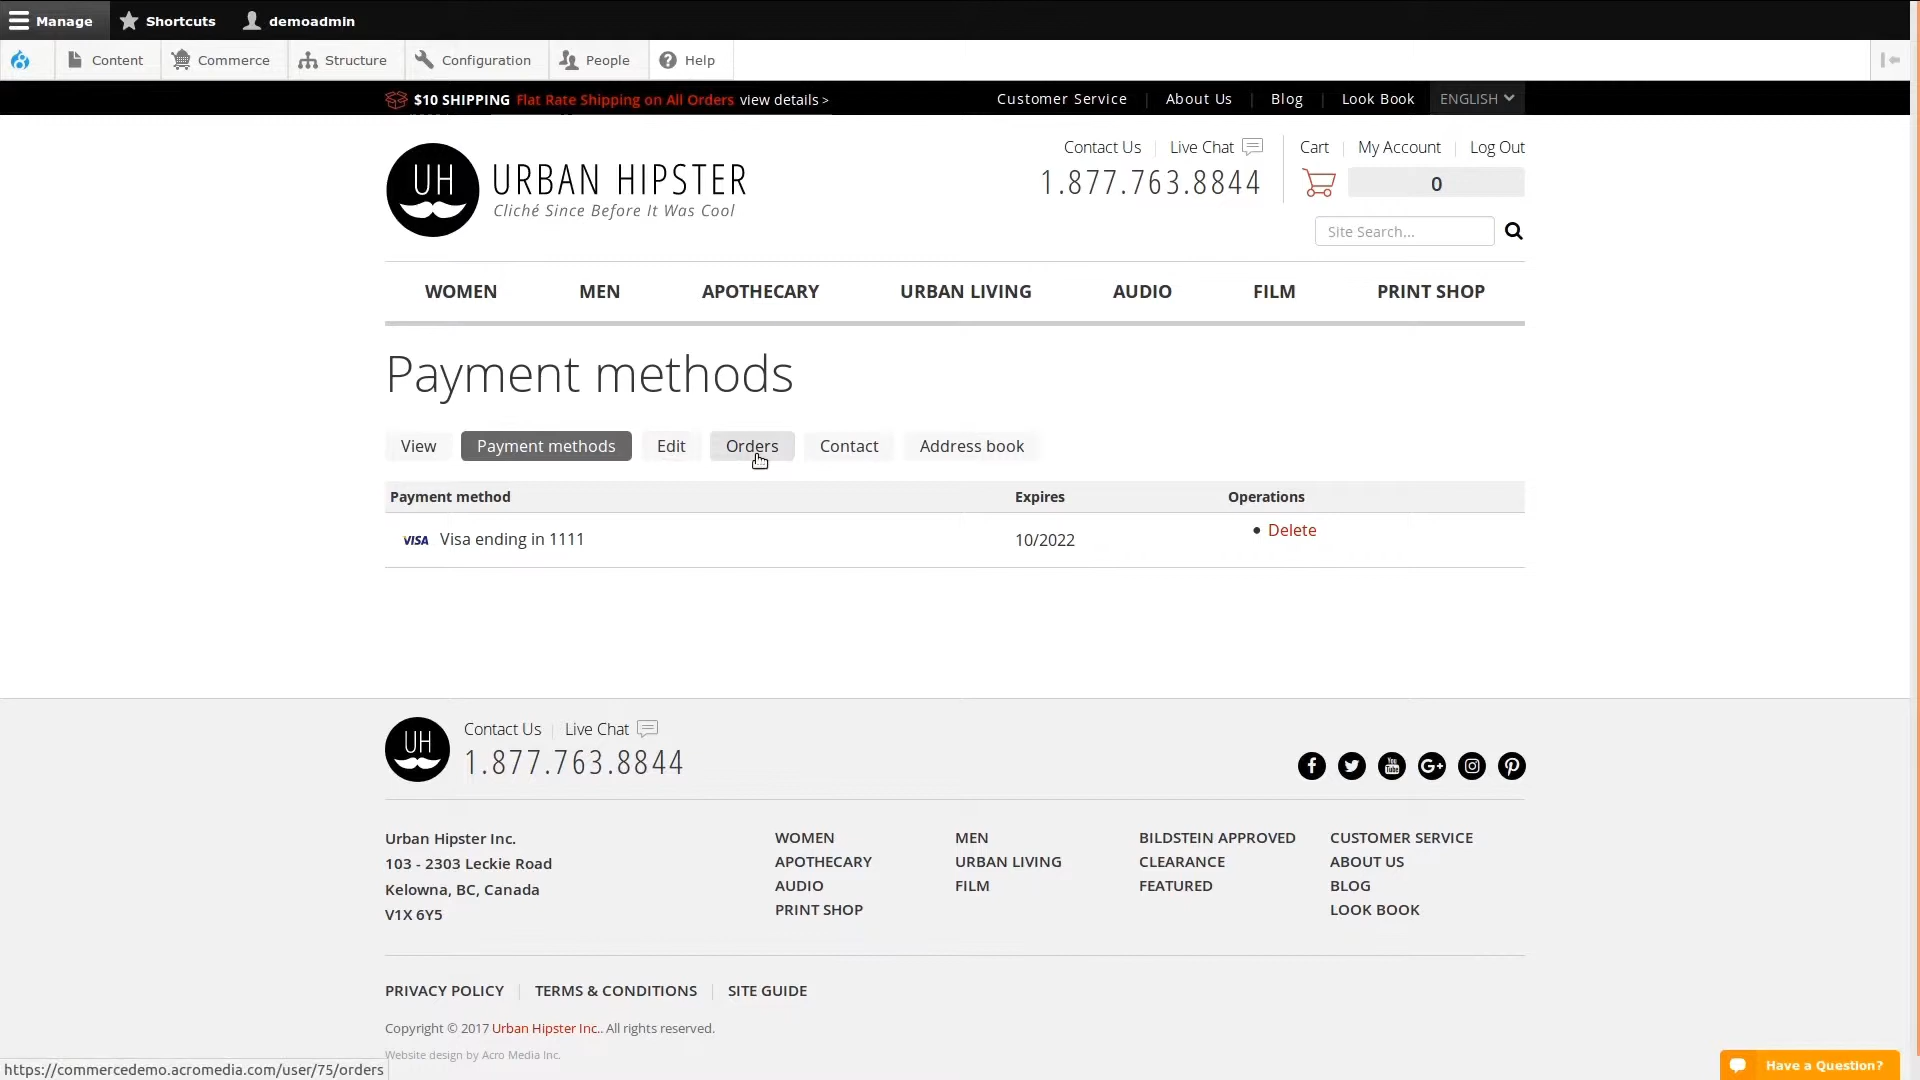 Manage Shortcuts demoadmin
Content Commerce Structure Configuration People Help
$10 SHIPPING Flat Rate Shipping on All Orders view details >
Customer Service About Us Blog Look Book ENGLISH
Contact Us Live Chat Cart My Account Log Out
UH URBAN HIPSTER
Cliché Since Before It Was Cool
1.877.763.8844
0
Site Search...
WOMEN MEN APOTHECARY URBAN LIVING AUDIO FILM PRINT SHOP
Payment methods
View Payment methods Edit Orders Contact Address book
Payment method Expires Operations
VISA Visa ending in 1111 10/2022 • Delete
UH
Contact Us Live Chat
1.877.763.8844
You Tube G+
Urban Hipster Inc.
103 - 2303 Leckie Road
Kelowna, BC, Canada
V1X 6Y5
WOMEN MEN BILDSTEIN APPROVED CUSTOMER SERVICE
APOTHECARY URBAN LIVING CLEARANCE ABOUT US
AUDIO FILM FEATURED BLOG
PRINT SHOP LOOK BOOK
PRIVACY POLICY TERMS & CONDITIONS SITE GUIDE
Copyright © 2017 Urban Hipster Inc.. All rights reserved.
Website design by Acro Media Inc.
https://commercedemo.acromedia.com/user/75/orders
Have a Question?